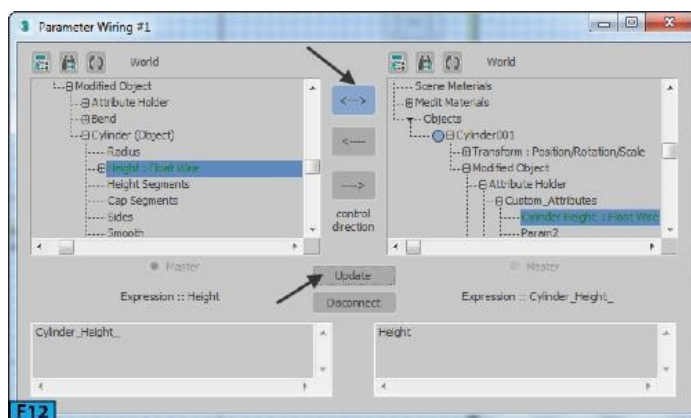 Parameter Wiring #1
World
Modified Object
Attribute Holder
Bend
Cylinder (Object)
Radius
Height : Float Wire
Height Segments
Cap Segments
Sides
Smooth
<--->
<----
---->
control
direction
World
Scene Materials
Medit Materials
Objects
Cylinder001
Transform : Position/Rotation/Scale
Modified Object
Attribute Holder
Custom_Attributes
Cylinder Height : Float Wire
Param2
Master
Update
Master
Expression :: Height
Disconnect
Expression :: Cylinder_Height_
Cylinder_Height_
Height
F12